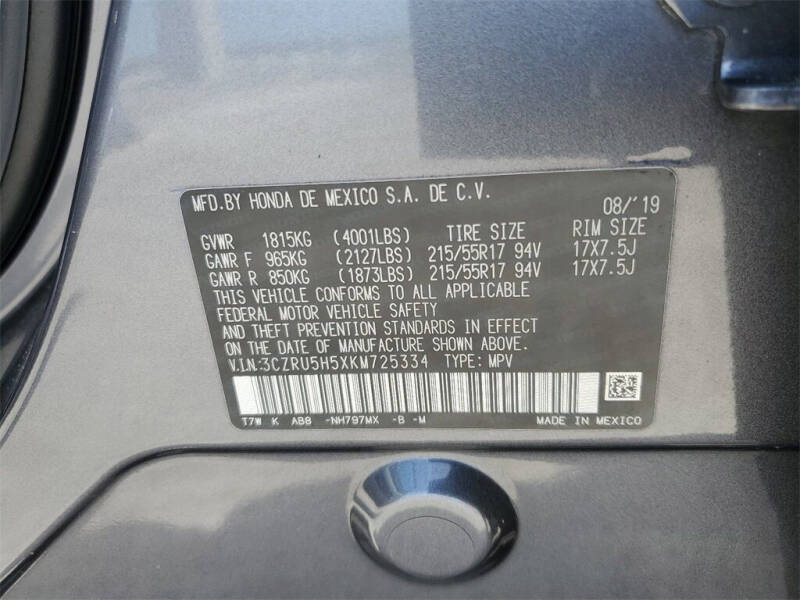 MFD.BY HONDA DE MEXICO S.A. DE C.V. 08/'19
GVWR 1815KG (4001LBS) TIRE SIZE RIM SIZE
GAWR F 965KG (2127LBS) 215/55R17 94V 17X7.5J
GAWR R 850KG (1873LBS) 215/55R17 94V 17X7.5J
THIS VEHICLE CONFORMS TO ALL APPLICABLE
FEDERAL MOTOR VEHICLE SAFETY
AND THEFT PREVENTION STANDARDS IN EFFECT
ON THE DATE OF MANUFACTURE SHOWN ABOVE.
V.I.N:3CZRU5H5XKM725334 TYPE: MPV
T7W K AB8 -NH797MX -B -M MADE IN MEXICO